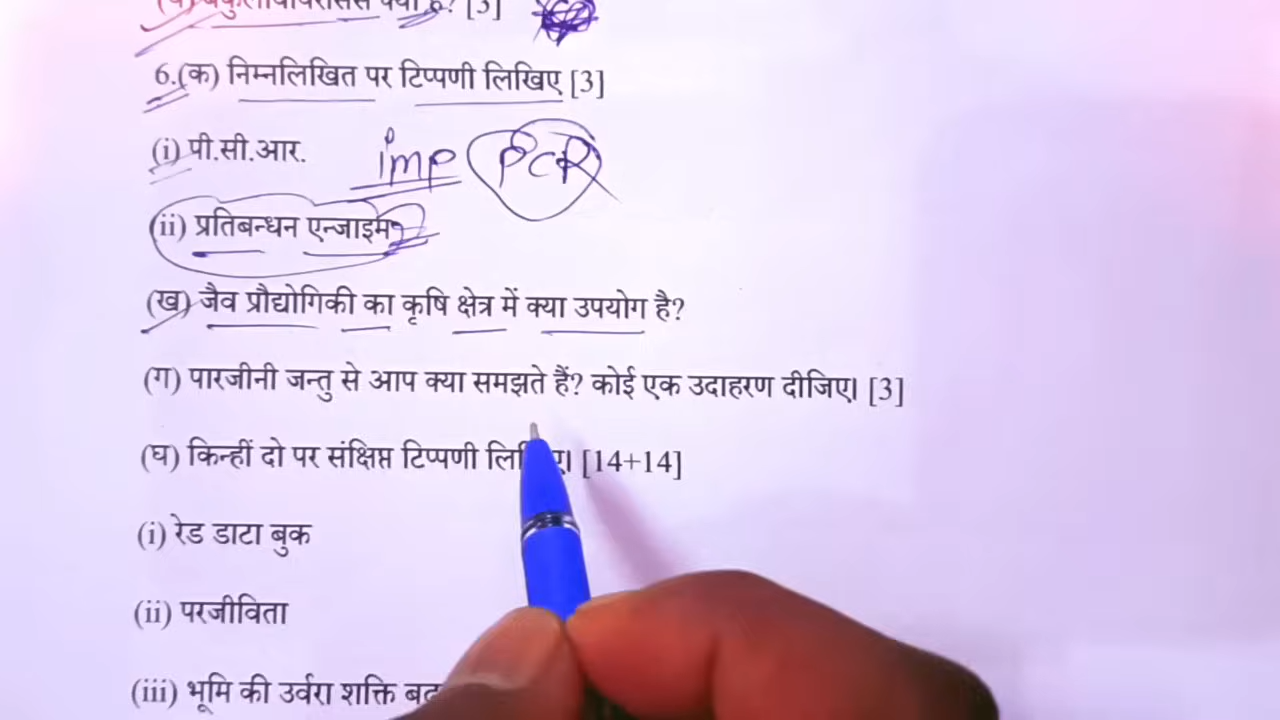 क्या है? [3]
6.(क) निम्नलिखित पर टिप्पणी लिखिए [3]
(i) पी.सी.आर. imp PCR
(ii) प्रतिबन्धन एन्जाइम
(ख) जैव प्रौद्योगिकी का कृषि क्षेत्र में क्या उपयोग है?
(ग) पारजीनी जन्तु से आप क्या समझते हैं? कोई एक उदाहरण दीजिए। [3]
(घ) किन्हीं दो पर संक्षिप्त टिप्पणी [14+14]
(i) रेड डाटा बुक
(ii) परजीविता
(iii) भूमि की उर्वरा शक्ति